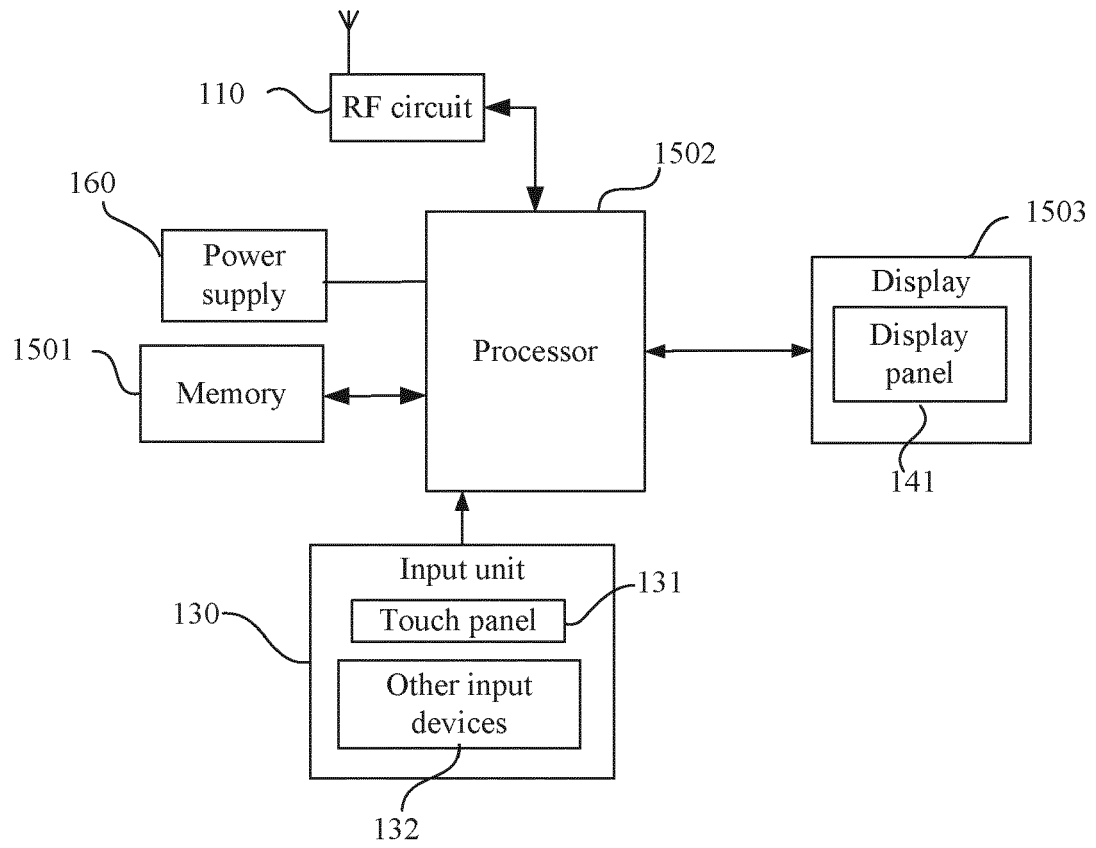 110
RF circuit
1502
160
Power
supply
1503
Display
Display
panel
141
1501
Memory
Processor
Input unit
131
130
Touch panel
Other input
devices
132